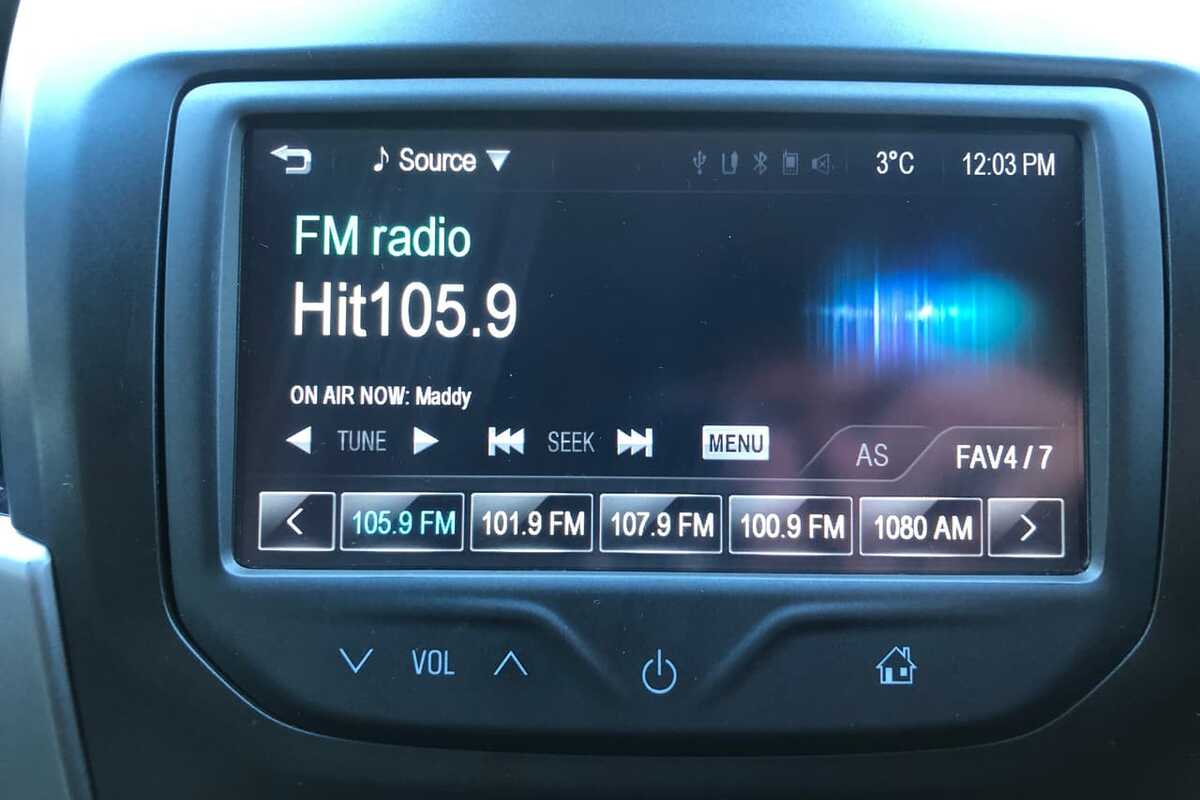 Source 3°C 12:03 PM
FM radio
Hit105.9
ON AIR NOW: Maddy
TUNE SEEK MENU AS FAV4 / 7
105.9 FM 101.9 FM 107.9 FM 100.9 FM 1080 AM
VOL